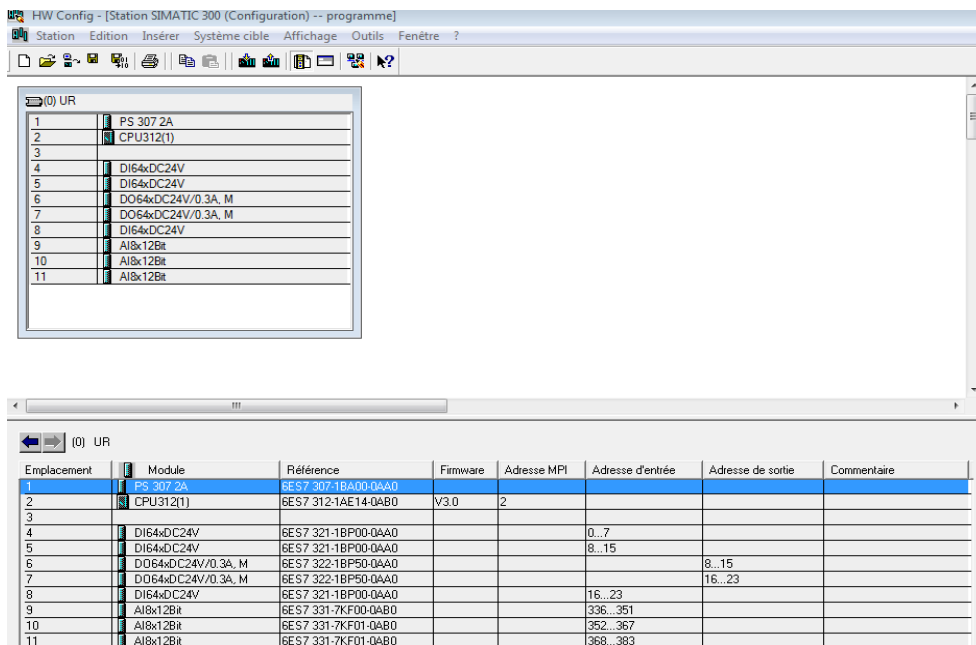 HW Config - [Station SIMATIC 300 (Configuration) -- programme]
Station Edition Insérer Système cible Affichage Outils Fenêtre ?
(0) UR
1 PS 307 2A
2 CPU312(1)
3
4 DI64xDC24V
5 DI64xDC24V
6 DO64xDC24V/0.3A, M
7 DO64xDC24V/0.3A, M
8 DI64xDC24V
9 AI8x12Bit
10 AI8x12Bit
11 AI8x12Bit
(0) UR
Emplacement Module Référence Firmware Adresse MPI Adresse d'entrée Adresse de sortie Commentaire
1 PS 307 2A 6ES7 307-1BA00-0AA0
2 CPU312(1) 6ES7 312-1AE14-0AB0 V3.0 2
3
4 DI64xDC24V 6ES7 321-1BP00-0AA0 0...7
5 DI64xDC24V 6ES7 321-1BP00-0AA0 8...15
6 DO64xDC24V/0.3A, M 6ES7 322-1BP50-0AA0 8...15
7 DO64xDC24V/0.3A, M 6ES7 322-1BP50-0AA0 16...23
8 DI64xDC24V 6ES7 321-1BP00-0AA0 16...23
9 AI8x12Bit 6ES7 331-7KF00-0AB0 336...351
10 AI8x12Bit 6ES7 331-7KF01-0AB0 352...367
11 AI8x12Bit 6ES7 331-7KF01-0AB0 368...383